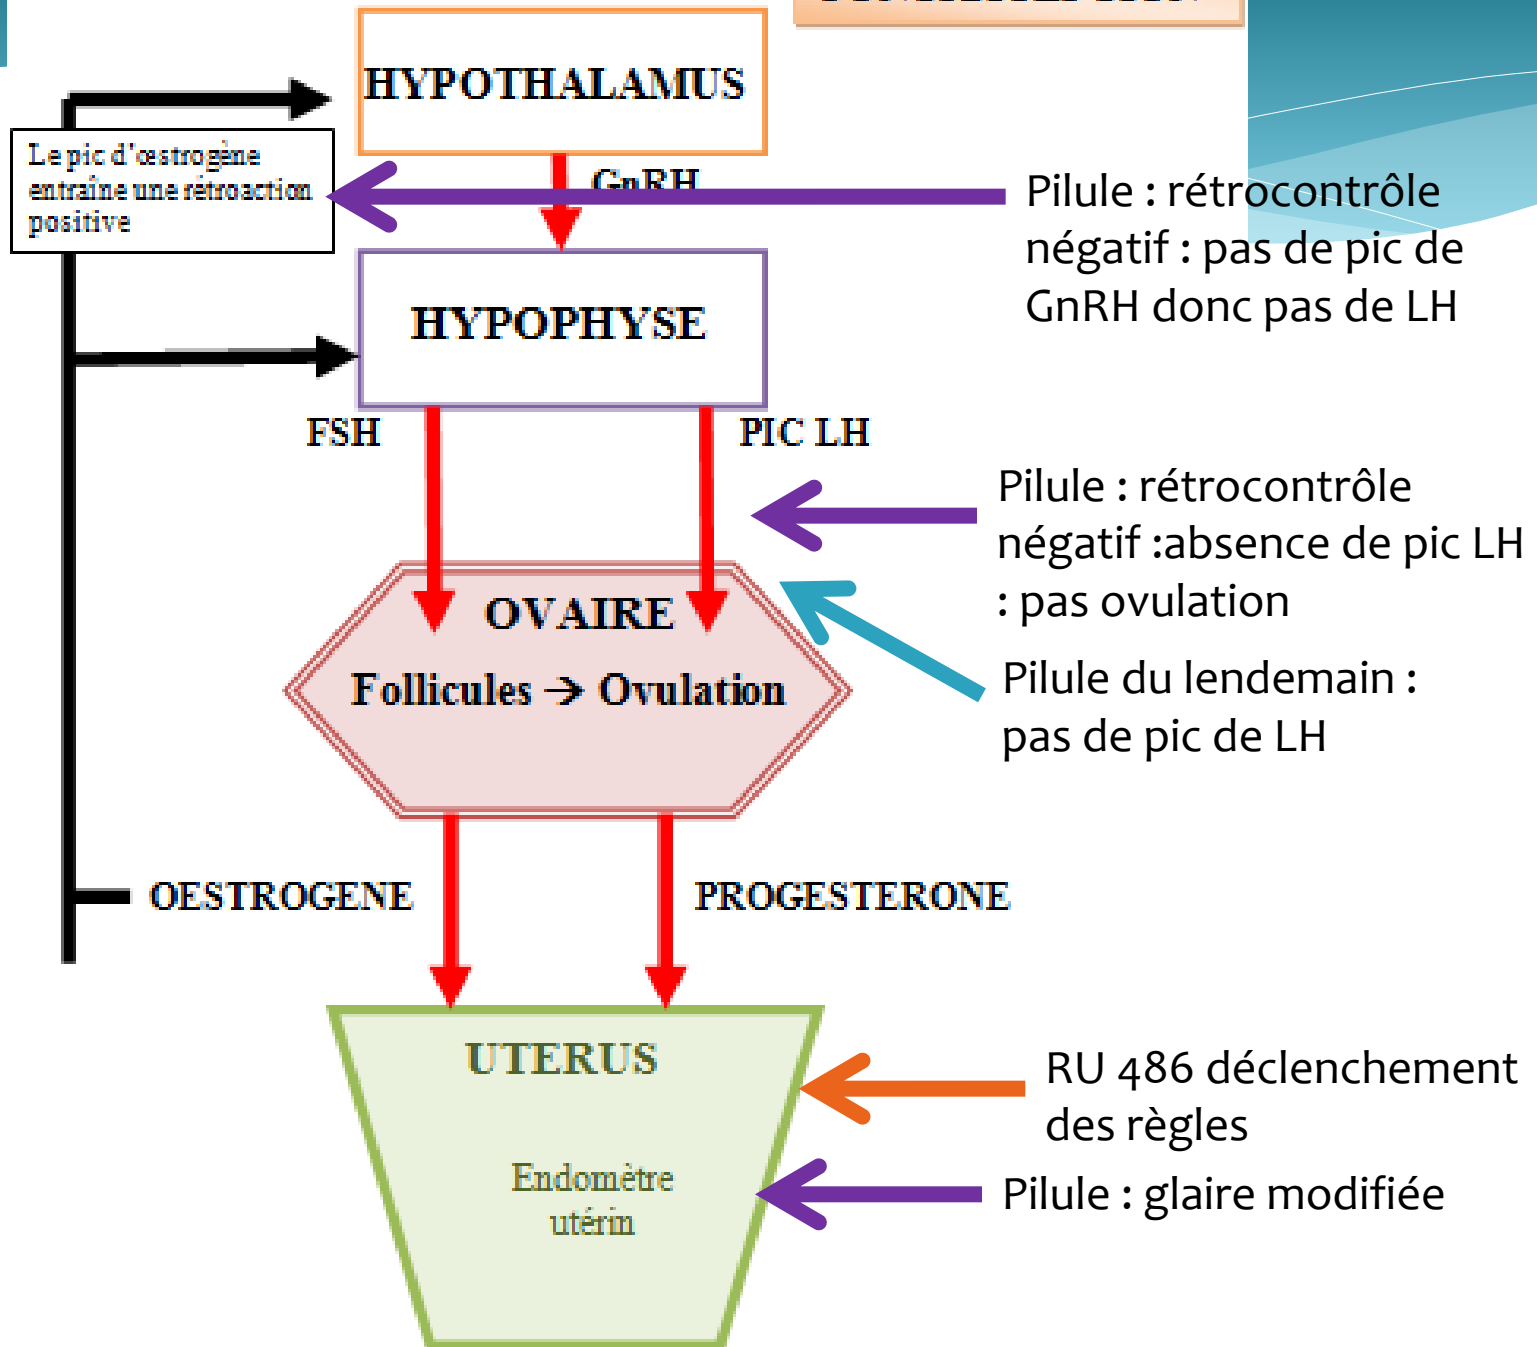 HYPOTHALAMUS
Le pic d'œstrogène
entraîne une rétroaction
positive
GnRH
Pilule : rétrocontrôle
négatif : pas de pic de
GnRH donc pas de LH
HYPOPHYSE
FSH
PIC LH
Pilule : rétrocontrôle
négatif :absence de pic LH
: pas ovulation
OVAIRE
Follicules → Ovulation
Pilule du lendemain :
pas de pic de LH
OESTROGENE
PROGESTERONE
UTERUS
RU 486 déclenchement
des règles
Endomètre
utérin
Pilule : glaire modifiée